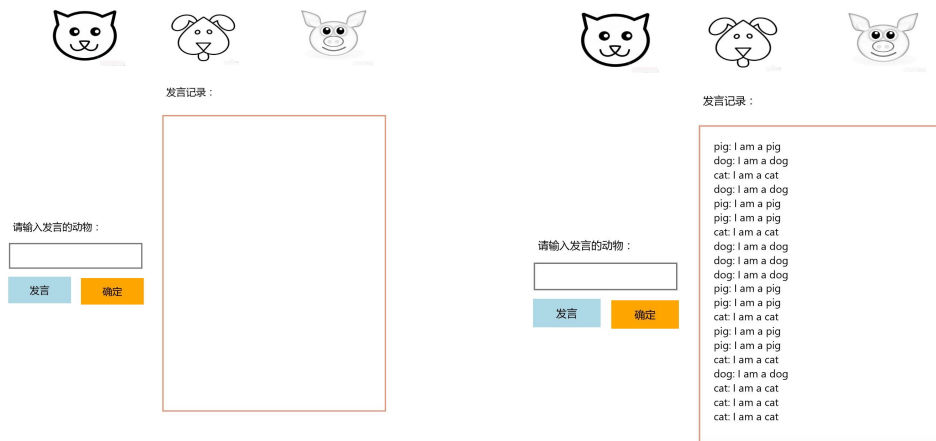 发言记录：
请输入发言的动物：
发言
确定
发言记录：
pig: I am a pig
dog: I am a dog
cat: I am a cat
dog: I am a dog
pig: I am a pig
pig: I am a pig
cat: I am a cat
dog: I am a dog
dog: I am a dog
dog: I am a dog
pig: I am a pig
pig: I am a pig
cat: I am a cat
pig: I am a pig
pig: I am a pig
cat: I am a cat
dog: I am a dog
cat: I am a cat
cat: I am a cat
cat: I am a cat
请输入发言的动物：
发言
确定